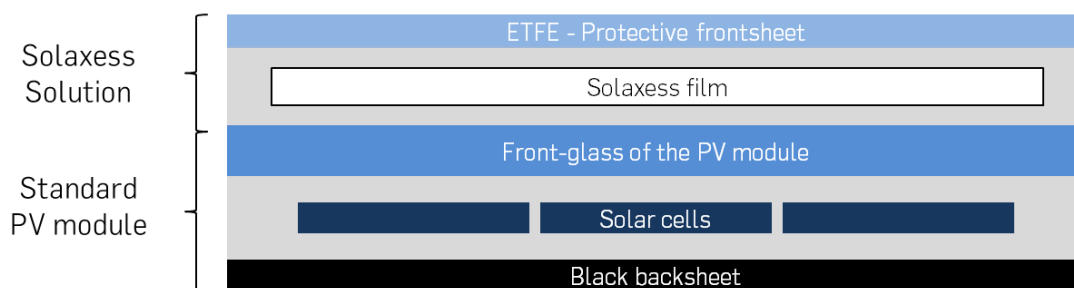 ETFE - Protective frontsheet
Solaxess
Solution
Solaxess film
Front-glass of the PV module
Standard
PV module
Solar cells
Black backsheet